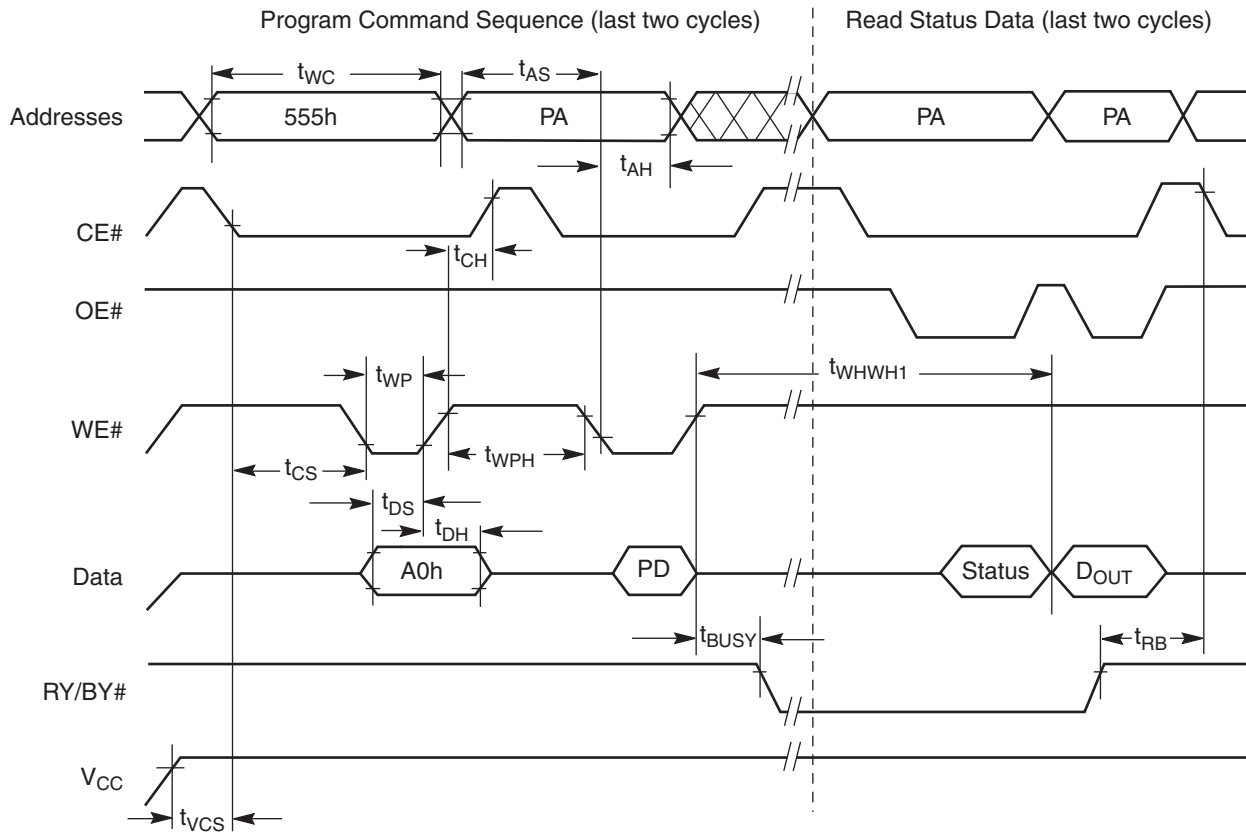 Program Command Sequence (last two cycles)
Read Status Data (last two cycles)
tWC
tAS
Addresses
555h
PA
PA
PA
tAH
CE#
tCH
OE#
tWP
tWHWH1
WE#
tCS
tWPH
tDS
tDH
Data
A0h
PD
Status
DOUT
tBUSY
tRB
RY/BY#
VCC
tVCS